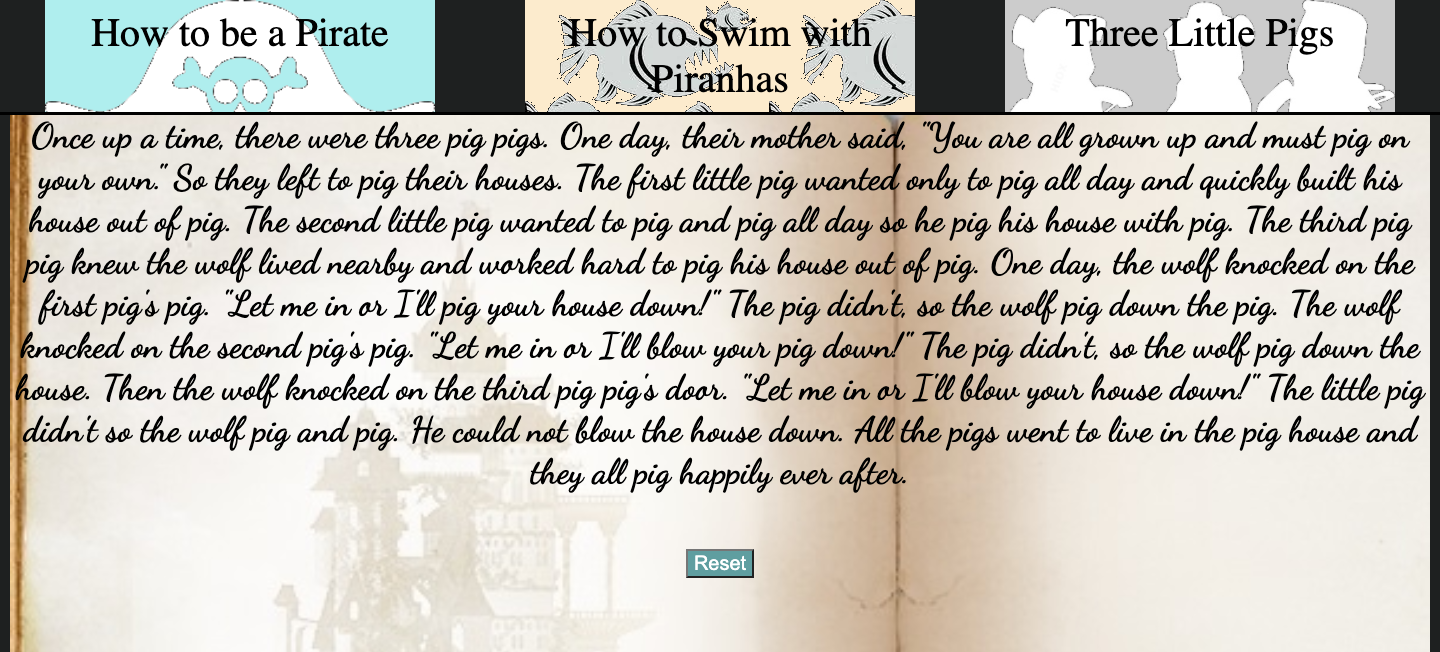 How to be a Pirate
How to Swim with
Piranhas
Three Little Pigs
Once up a time, there were three pig pigs. One day, their mother said, "You are all grown up and must pig on
your own." So they left to pig their houses. The first little pig wanted only to pig all day and quickly built his
house out of pig. The second little pig wanted to pig and pig all day so he pig his house with pig. The third pig
pig knew the wolf lived nearby and worked hard to pig his house out of pig. One day, the wolf knocked on the
first pig's pig. "Let me in or I'll pig your house down!" The pig didn't, so the wolf pig down the pig. The wolf
knocked on the second pig's pig. "Let me in or I'll blow your pig down!" The pig didn't, so the wolf pig down the
house. Then the wolf knocked on the third pig pig's door. "Let me in or I'll blow your house down!" The little pig
didn't so the wolf pig and pig. He could not blow the house down. All the pigs went to live in the pig house and
they all pig happily ever after.
Reset